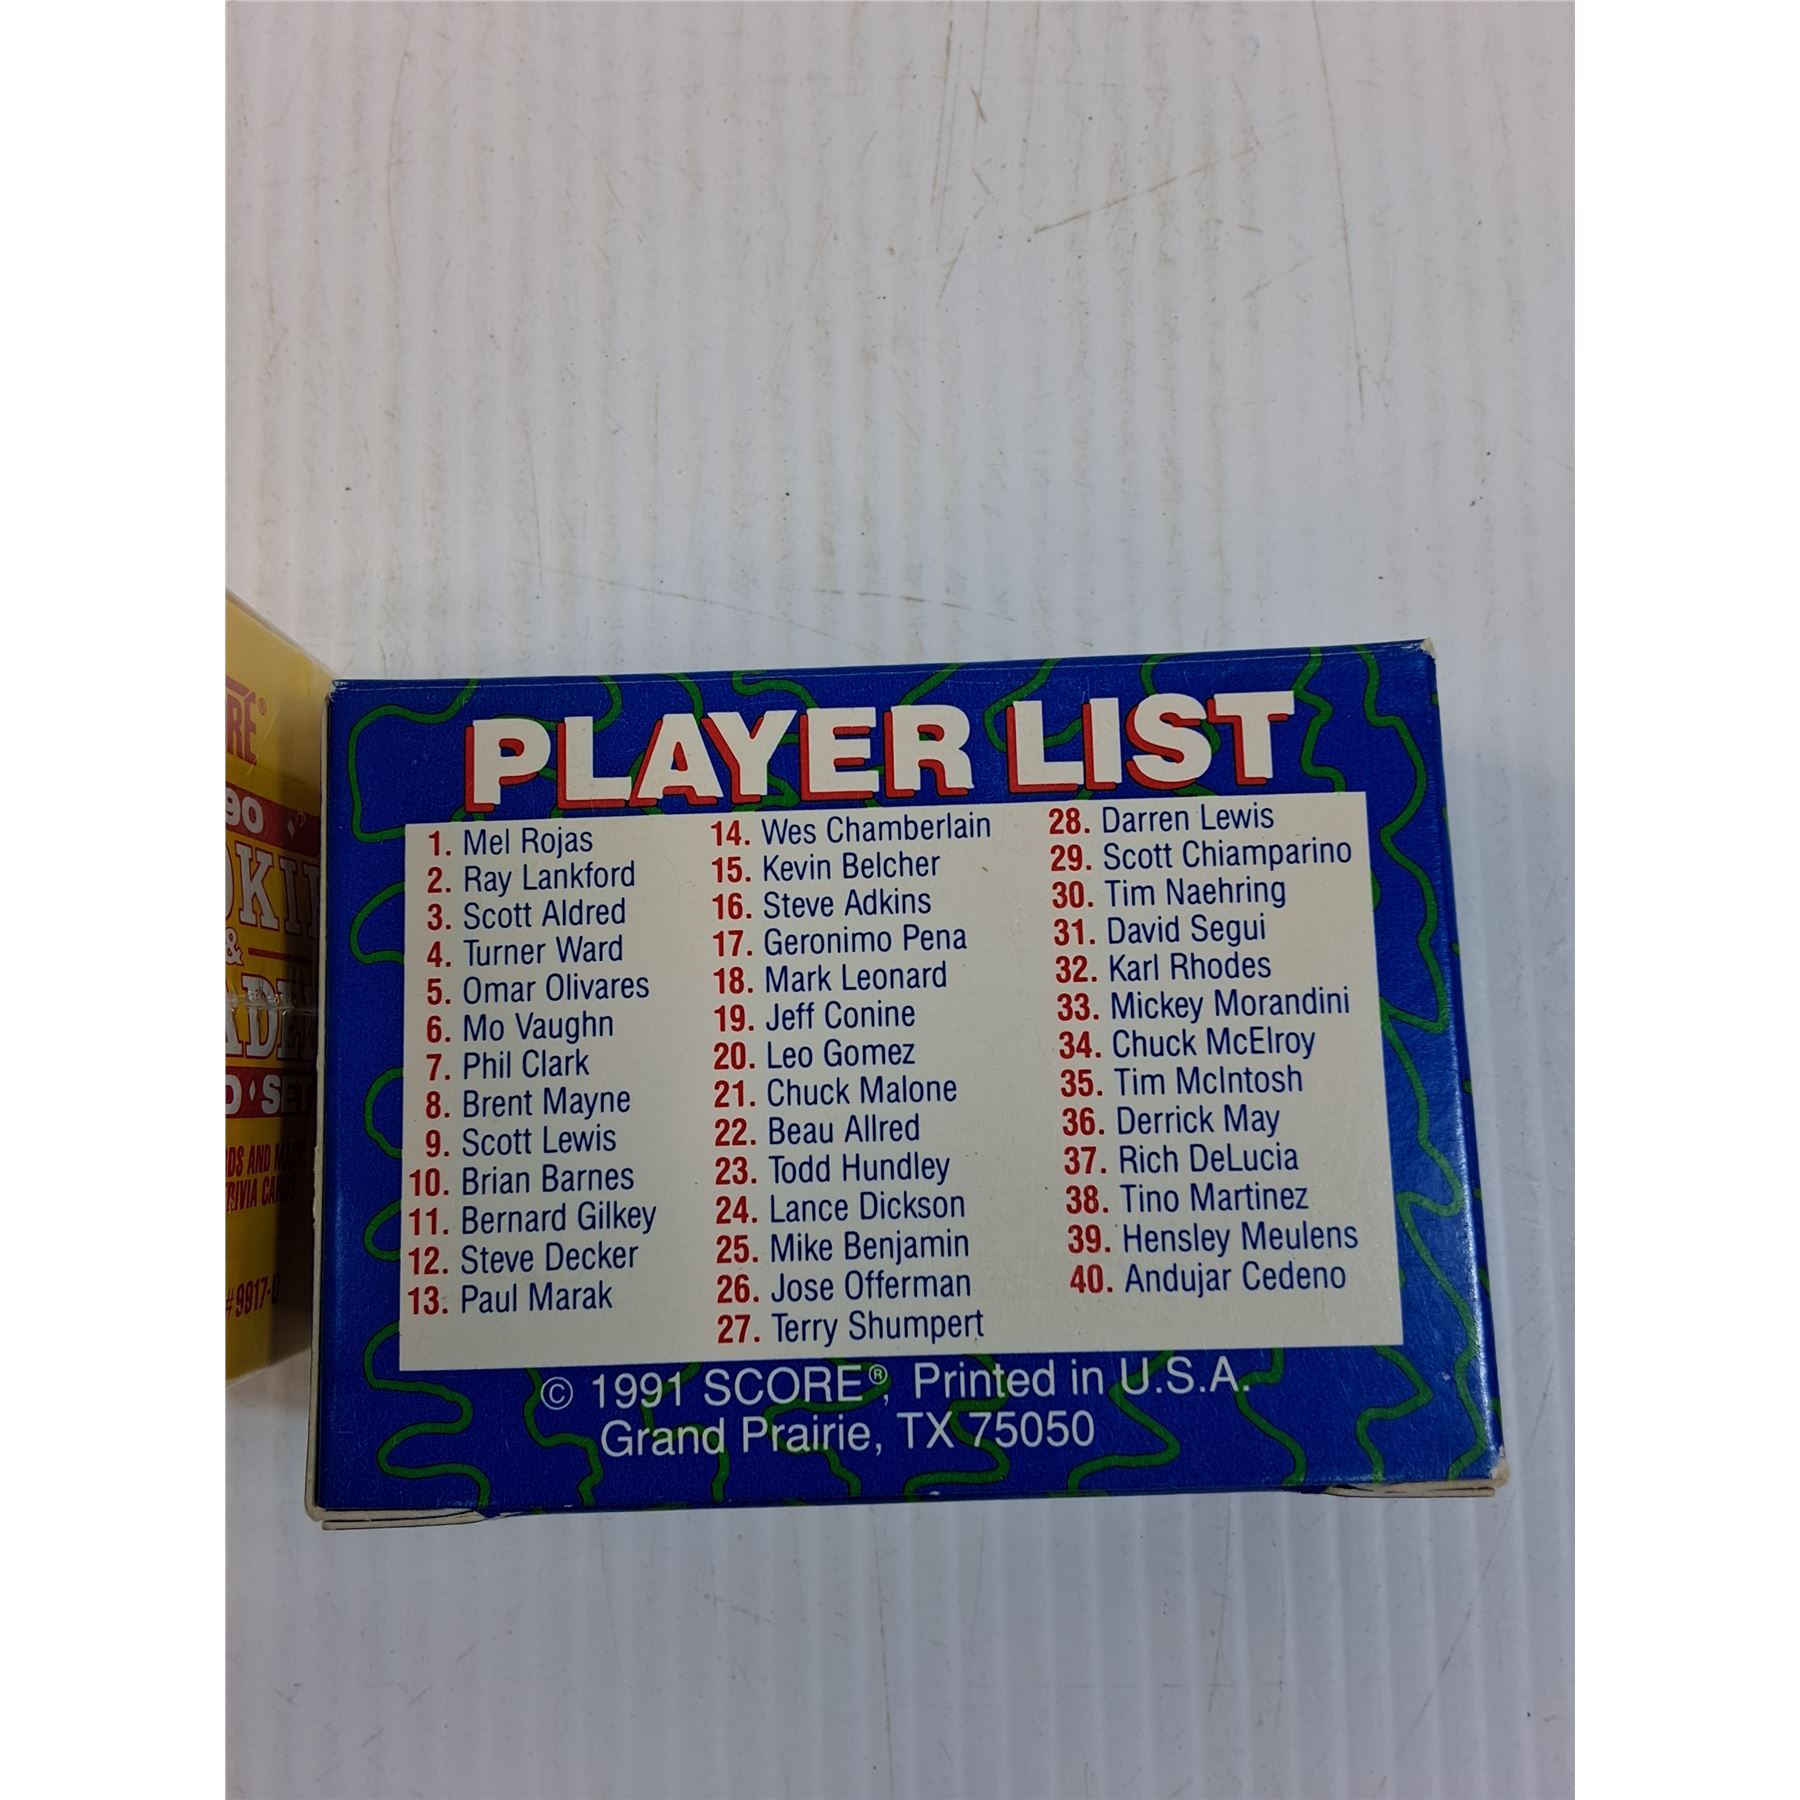 PLAYER LIST
1. Mel Rojas
2. Ray Lankford
3. Scott Aldred
4. Turner Ward
5. Omar Olivares
6. Mo Vaughn
7. Phil Clark
8. Brent Mayne
9. Scott Lewis
10. Brian Barnes
11. Bernard Gilkey
12. Steve Decker
13. Paul Marak
14. Wes Chamberlain
15. Kevin Belcher
16. Steve Adkins
17. Geronimo Pena
18. Mark Leonard
19. Jeff Conine
20. Leo Gomez
21. Chuck Malone
22. Beau Allred
23. Todd Hundley
24. Lance Dickson
25. Mike Benjamin
26. Jose Offerman
27. Terry Shumpert
28. Darren Lewis
29. Scott Chiamparino
30. Tim Naehring
31. David Segui
32. Karl Rhodes
33. Mickey Morandini
34. Chuck McElroy
35. Tim McIntosh
36. Derrick May
37. Rich DeLucia
38. Tino Martinez
39. Hensley Meulens
40. Andujar Cedeno
© 1991 SCORE®, Printed in U.S.A.
Grand Prairie, TX 75050
&
AND